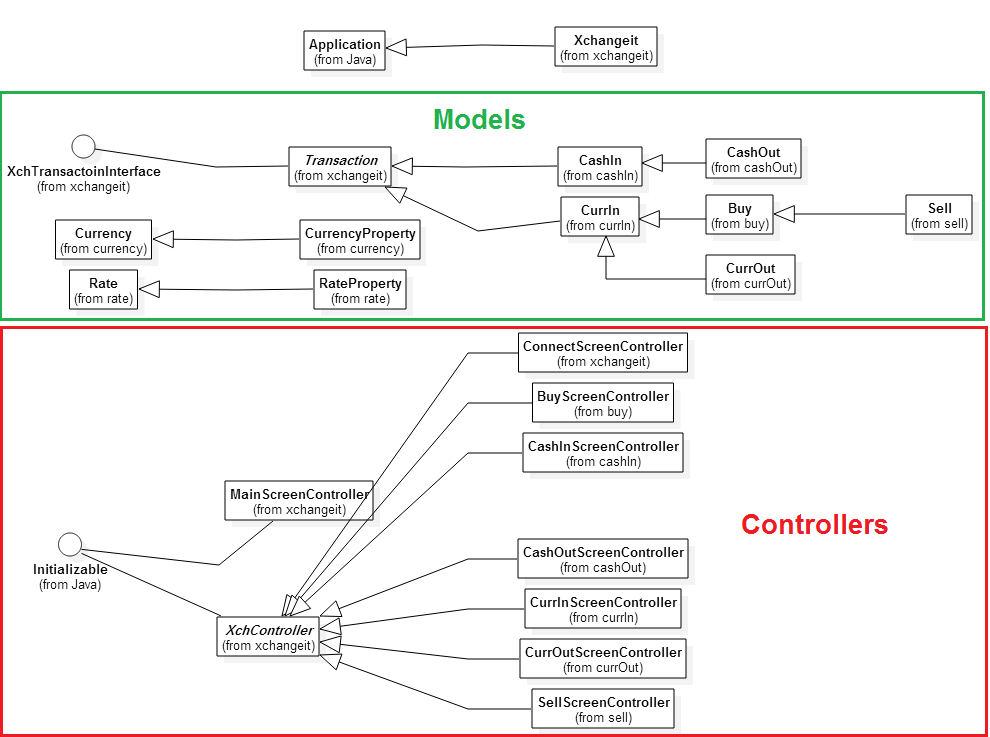 Application
(from Java)
Xchangeit
(from xchangeit)
Models
XchTransactoinInterface
(from xchangeit)
Transaction
(from xchangeit)
CashIn
(from cashIn)
CashOut
(from cashOut)
CurrIn
(from currIn)
Buy
(from buy)
Sell
(from sell)
Currency
(from currency)
CurrencyProperty
(from currency)
CurrOut
(from currOut)
Rate
(from rate)
RateProperty
(from rate)
ConnectScreenController
(from xchangeit)
BuyScreenController
(from buy)
CashInScreenController
(from cashIn)
MainScreenController
(from xchangeit)
Controllers
Initializable
(from Java)
CashOutScreenController
(from cashOut)
CurrInScreenController
(from currIn)
XchController
(from xchangeit)
CurrOutScreenController
(from currOut)
SellScreenController
(from sell)